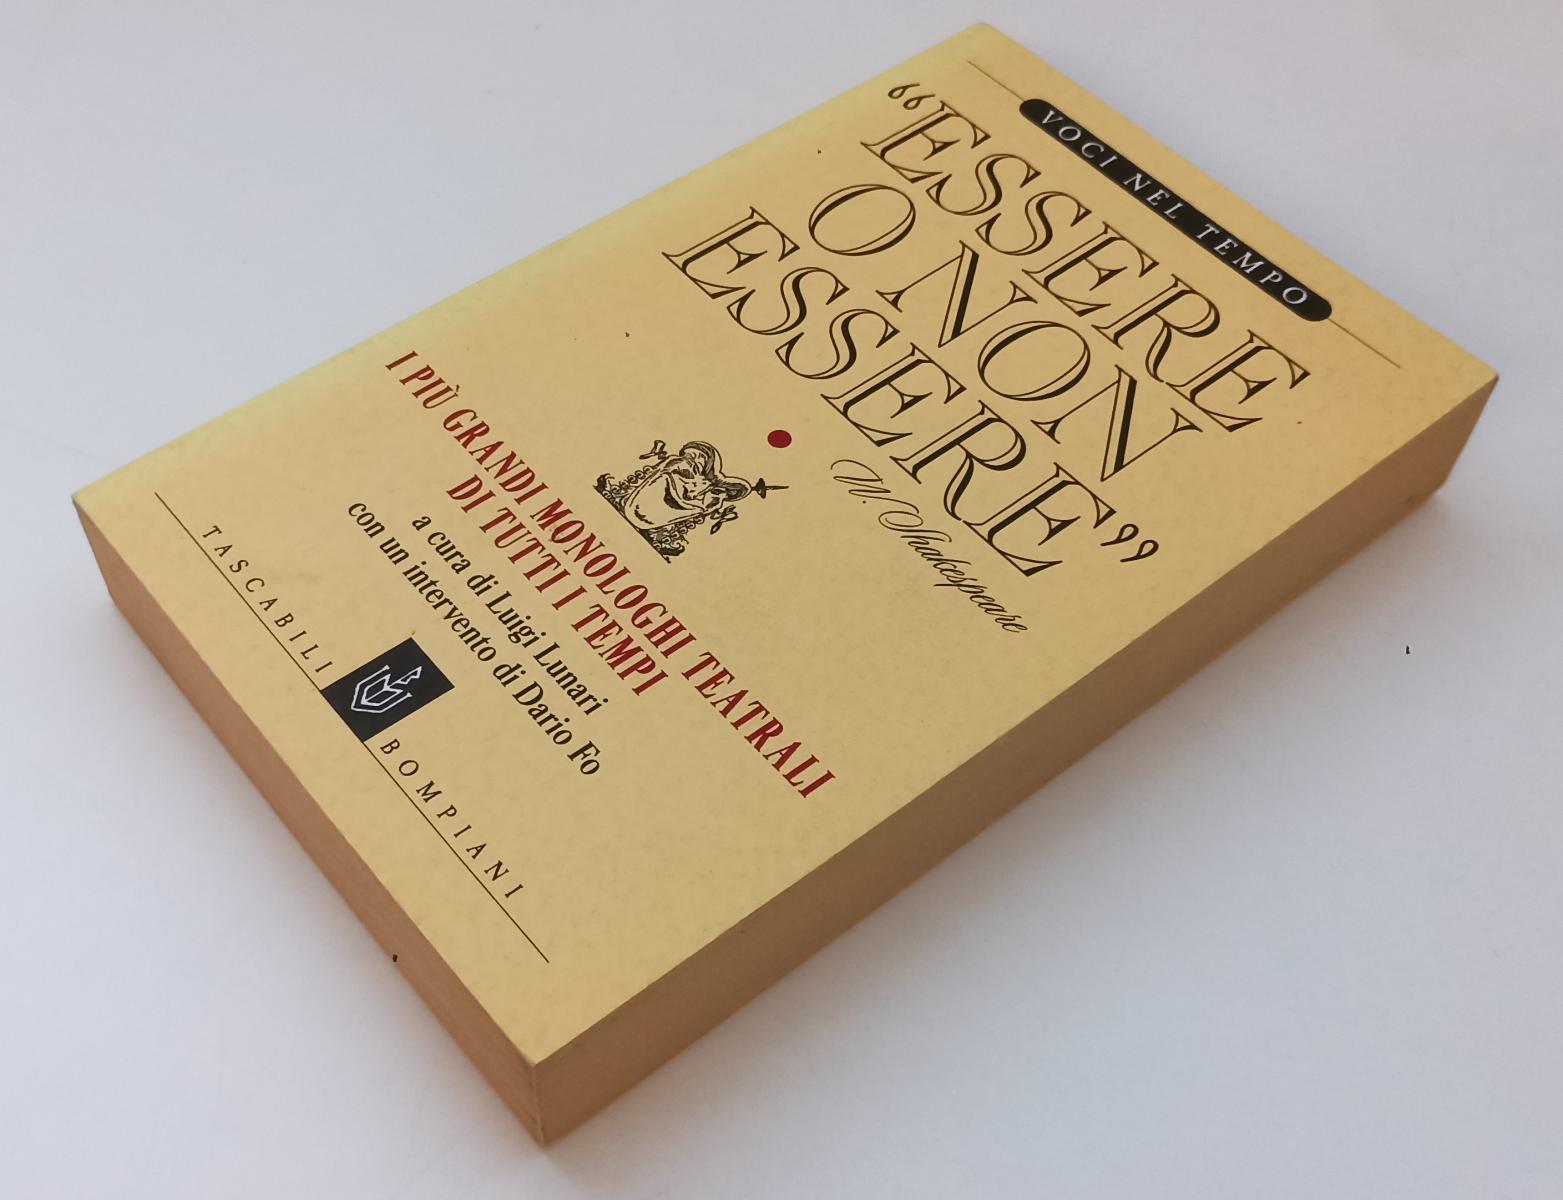 VOCI NEL TEMPO
“ESSERE
O NON
ESSERE”
W. Shakespeare
I PIÙ GRANDI MONOLOGHI TEATRALI
DI TUTTI I TEMPI
a cura di Luigi Lunari
con un intervento di Dario Fo
TASCABILI BOMPIANI